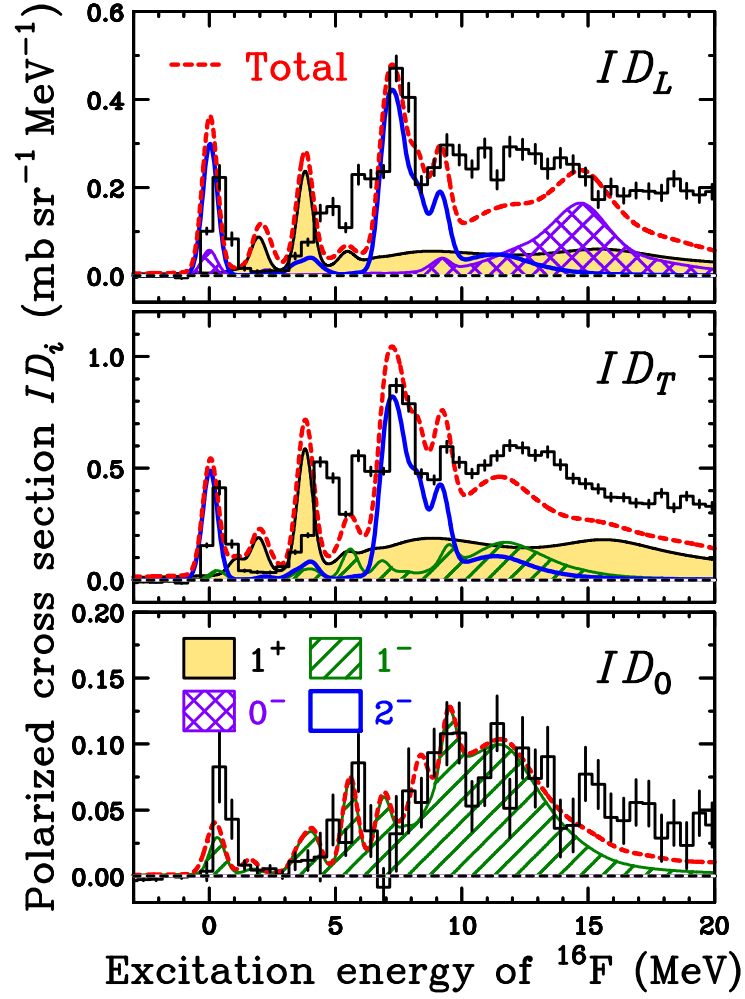 Polarized cross section ID_i (mb sr⁻¹ MeV⁻¹)
0.6
0.4
0.2
0.0
Total
ID_L
1.0
0.5
0.0
ID_T
0.20
0.15
0.10
0.05
0.00
1⁺ 1⁻
0⁻ 2⁻
ID₀
0 5 10 15 20
Excitation energy of ¹⁶F (MeV)